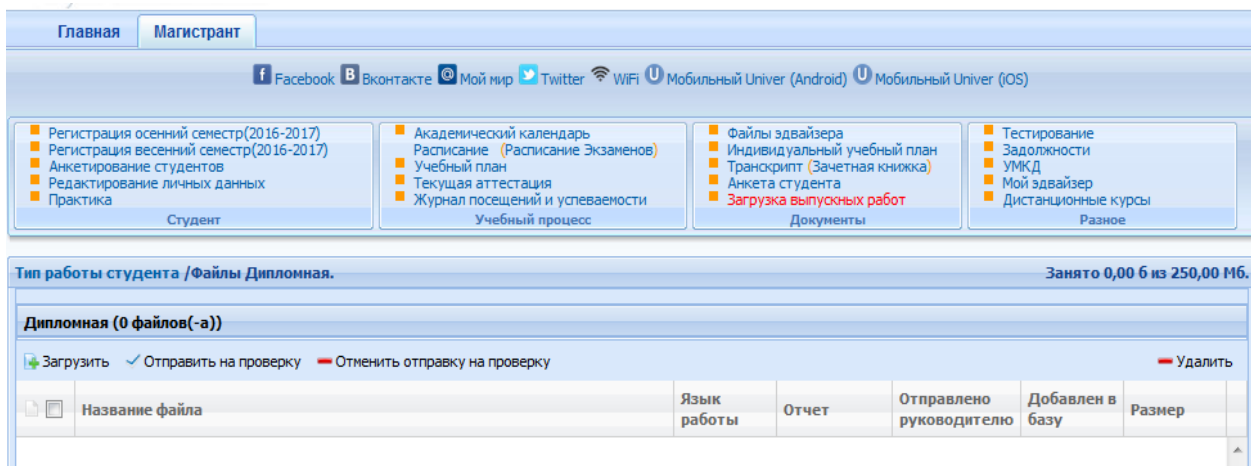 Главная Магистрант
Facebook Вконтакте Мой мир Twitter WiFi Мобильный Univer (Android) Мобильный Univer (iOS)
Регистрация осенний семестр(2016-2017)
Регистрация весенний семестр(2016-2017)
Анкетирование студентов
Редактирование личных данных
Практика
Студент
Академический календарь
Расписание (Расписание Экзаменов)
Учебный план
Текущая аттестация
Журнал посещений и успеваемости
Учебный процесс
Файлы эдвайзера
Индивидуальный учебный план
Транскрипт (Зачетная книжка)
Анкета студента
Загрузка выпускных работ
Документы
Тестирование
Задолжности
УМКД
Мой эдвайзер
Дистанционные курсы
Разное
Тип работы студента /Файлы Дипломная. Занято 0,00 б из 250,00 Мб.
Дипломная (0 файлов(-а))
Загрузить Отправить на проверку Отменить отправку на проверку Удалить
Название файла
Язык
работы
Отчет
Отправлено
руководителю
Добавлен в
базу
Размер